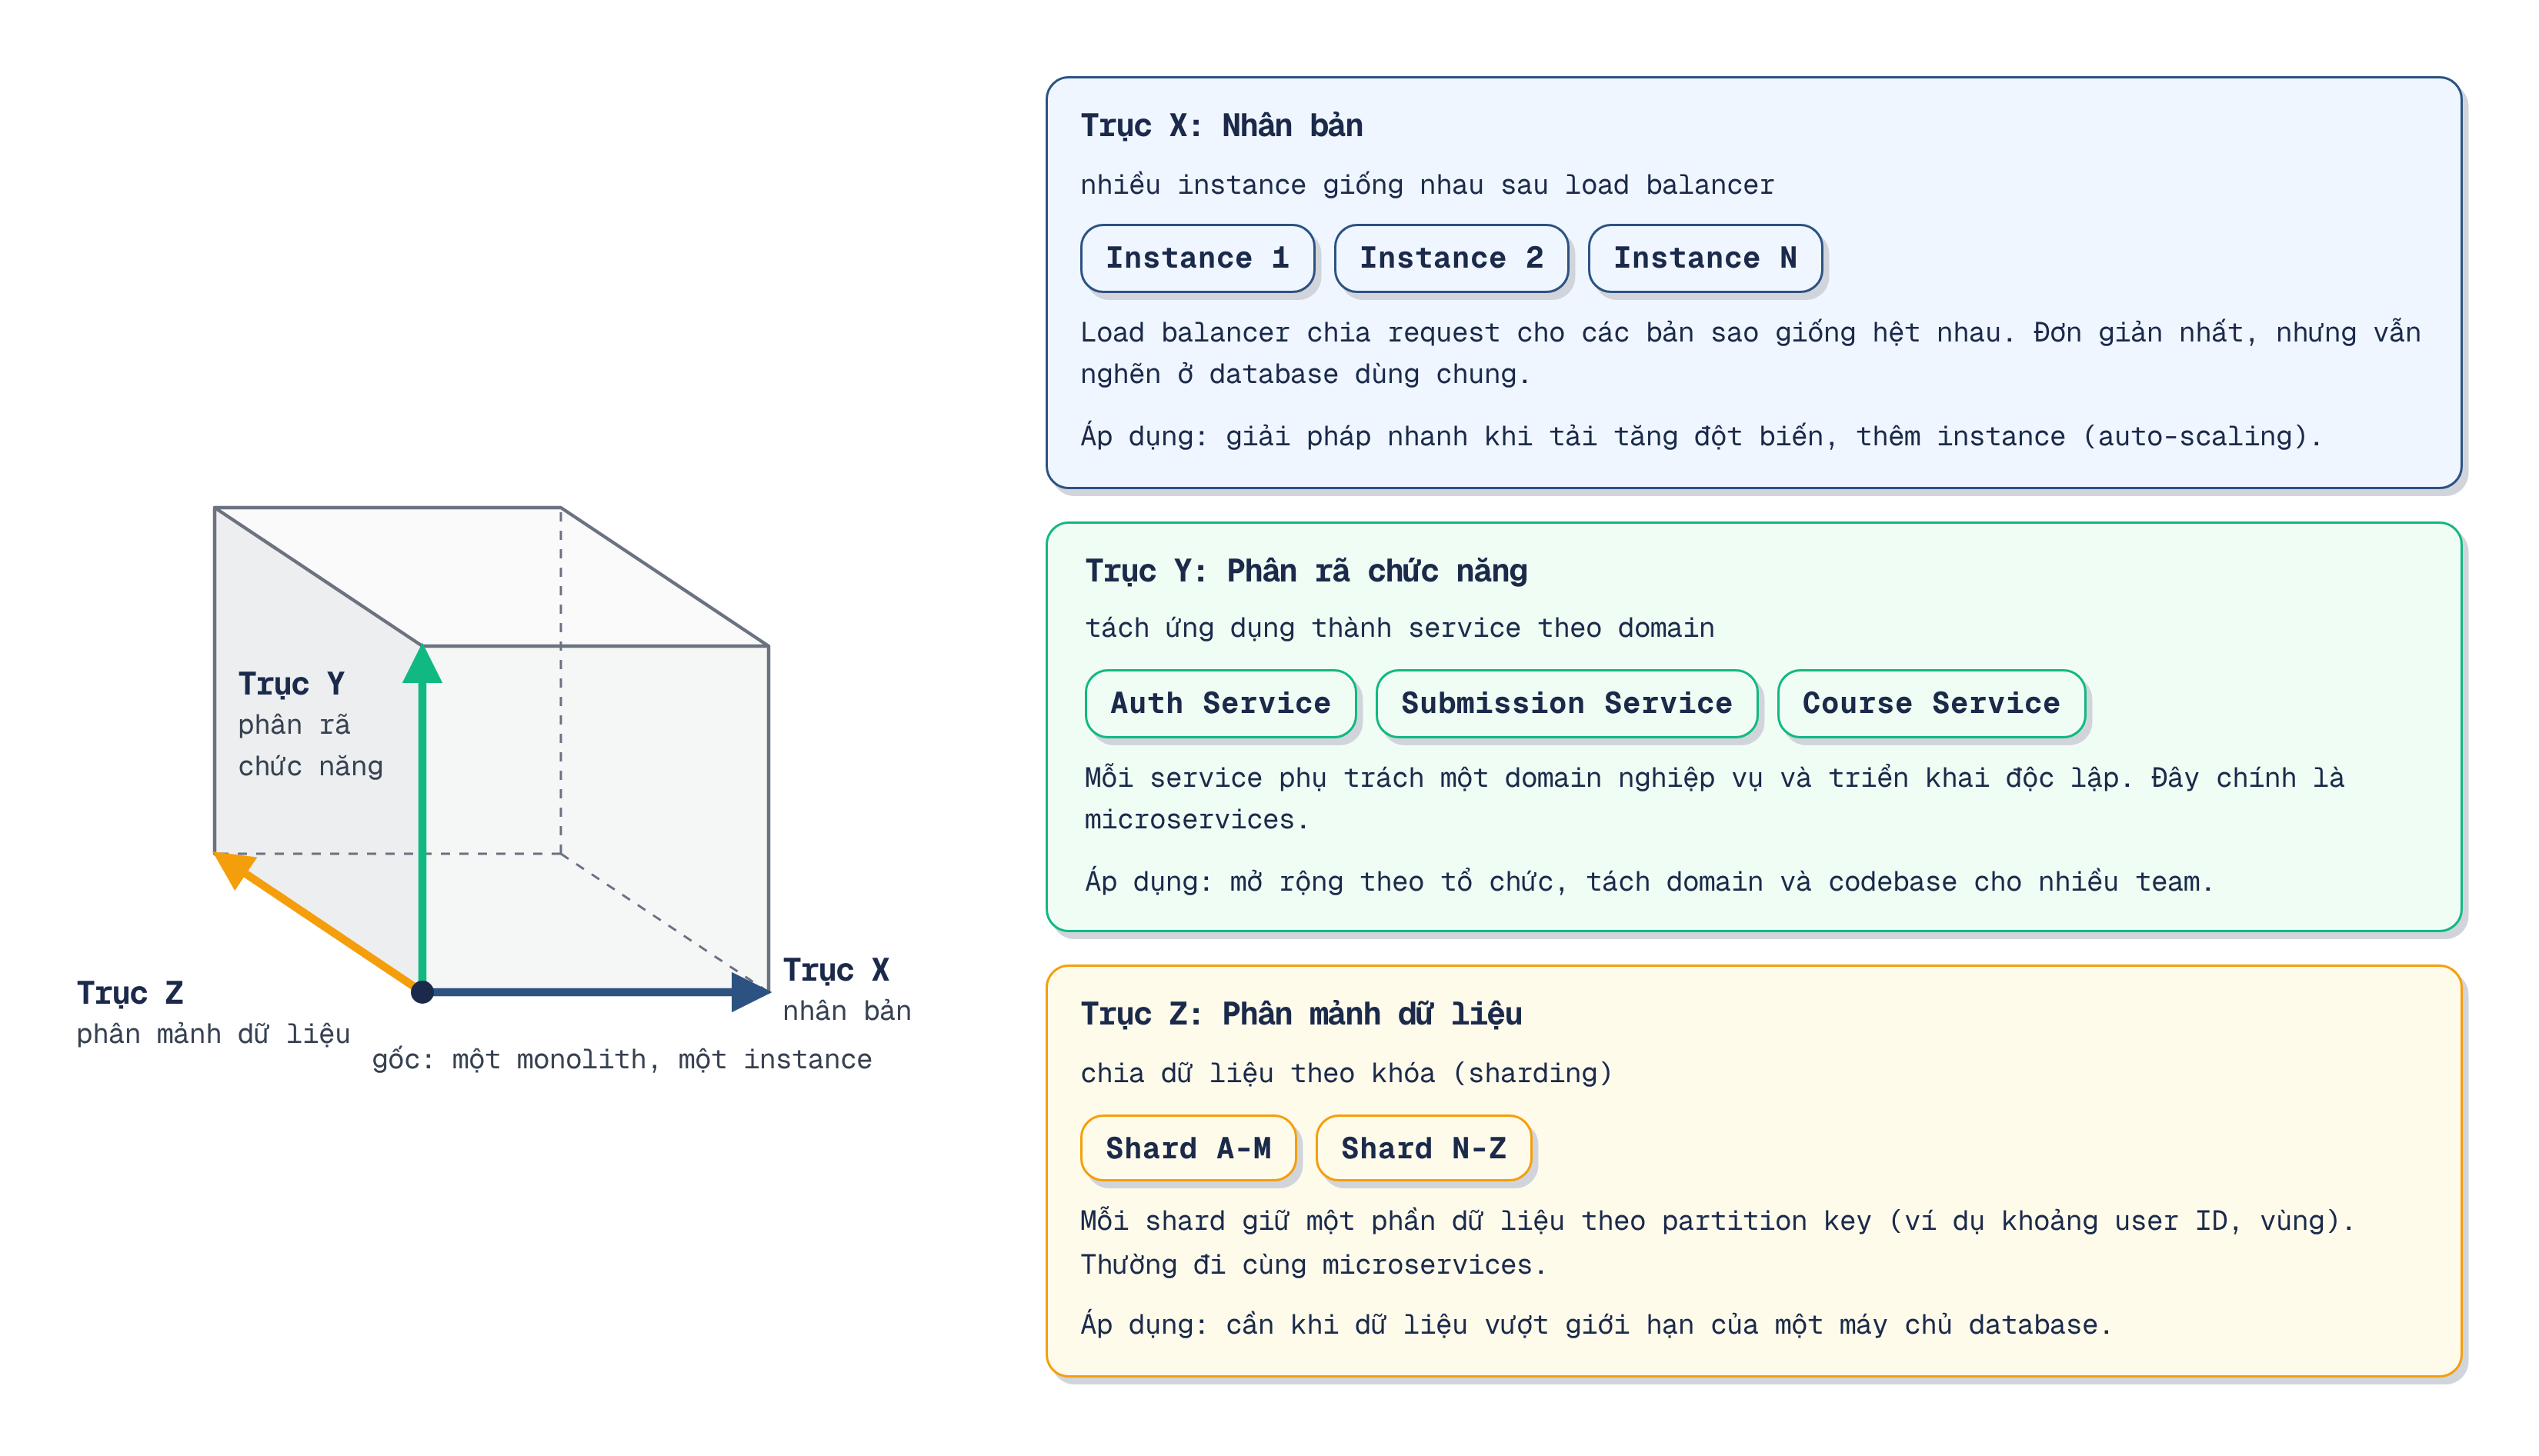 Trục Y
phân rã
chức năng
Trục Z
phân mảnh dữ liệu
Trục X
nhân bản
gốc: một monolith, một instance
Trục X: Nhân bản
nhiều instance giống nhau sau load balancer
Instance 1
Instance 2
Instance N
Load balancer chia request cho các bản sao giống hệt nhau. Đơn giản nhất, nhưng vẫn
nghẽn ở database dùng chung.
Áp dụng: giải pháp nhanh khi tải tăng đột biến, thêm instance (auto-scaling).
Trục Y: Phân rã chức năng
tách ứng dụng thành service theo domain
Auth Service
Submission Service
Course Service
Mỗi service phụ trách một domain nghiệp vụ và triển khai độc lập. Đây chính là
microservices.
Áp dụng: mở rộng theo tổ chức, tách domain và codebase cho nhiều team.
Trục Z: Phân mảnh dữ liệu
chia dữ liệu theo khóa (sharding)
Shard A-M
Shard N-Z
Mỗi shard giữ một phần dữ liệu theo partition key (ví dụ khoảng user ID, vùng).
Thường đi cùng microservices.
Áp dụng: cần khi dữ liệu vượt giới hạn của một máy chủ database.